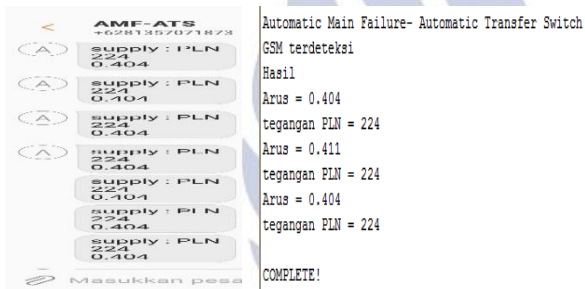 AMF-ATS
+6281357071873
supply : PLN
224
0.404
supply : PLN
224
0.404
supply : PLN
224
0.404
supply : PLN
224
0.404
supply : PLN
224
0.404
supply : PLN
224
0.404
supply : PLN
224
0.404
Masukkan pesa
Automatic Main Failure- Automatic Transfer Switch
GSM terdeteksi
Hasil
Arus = 0.404
tegangan PLN = 224
Arus = 0.411
tegangan PLN = 224
Arus = 0.404
tegangan PLN = 224
COMPLETE!